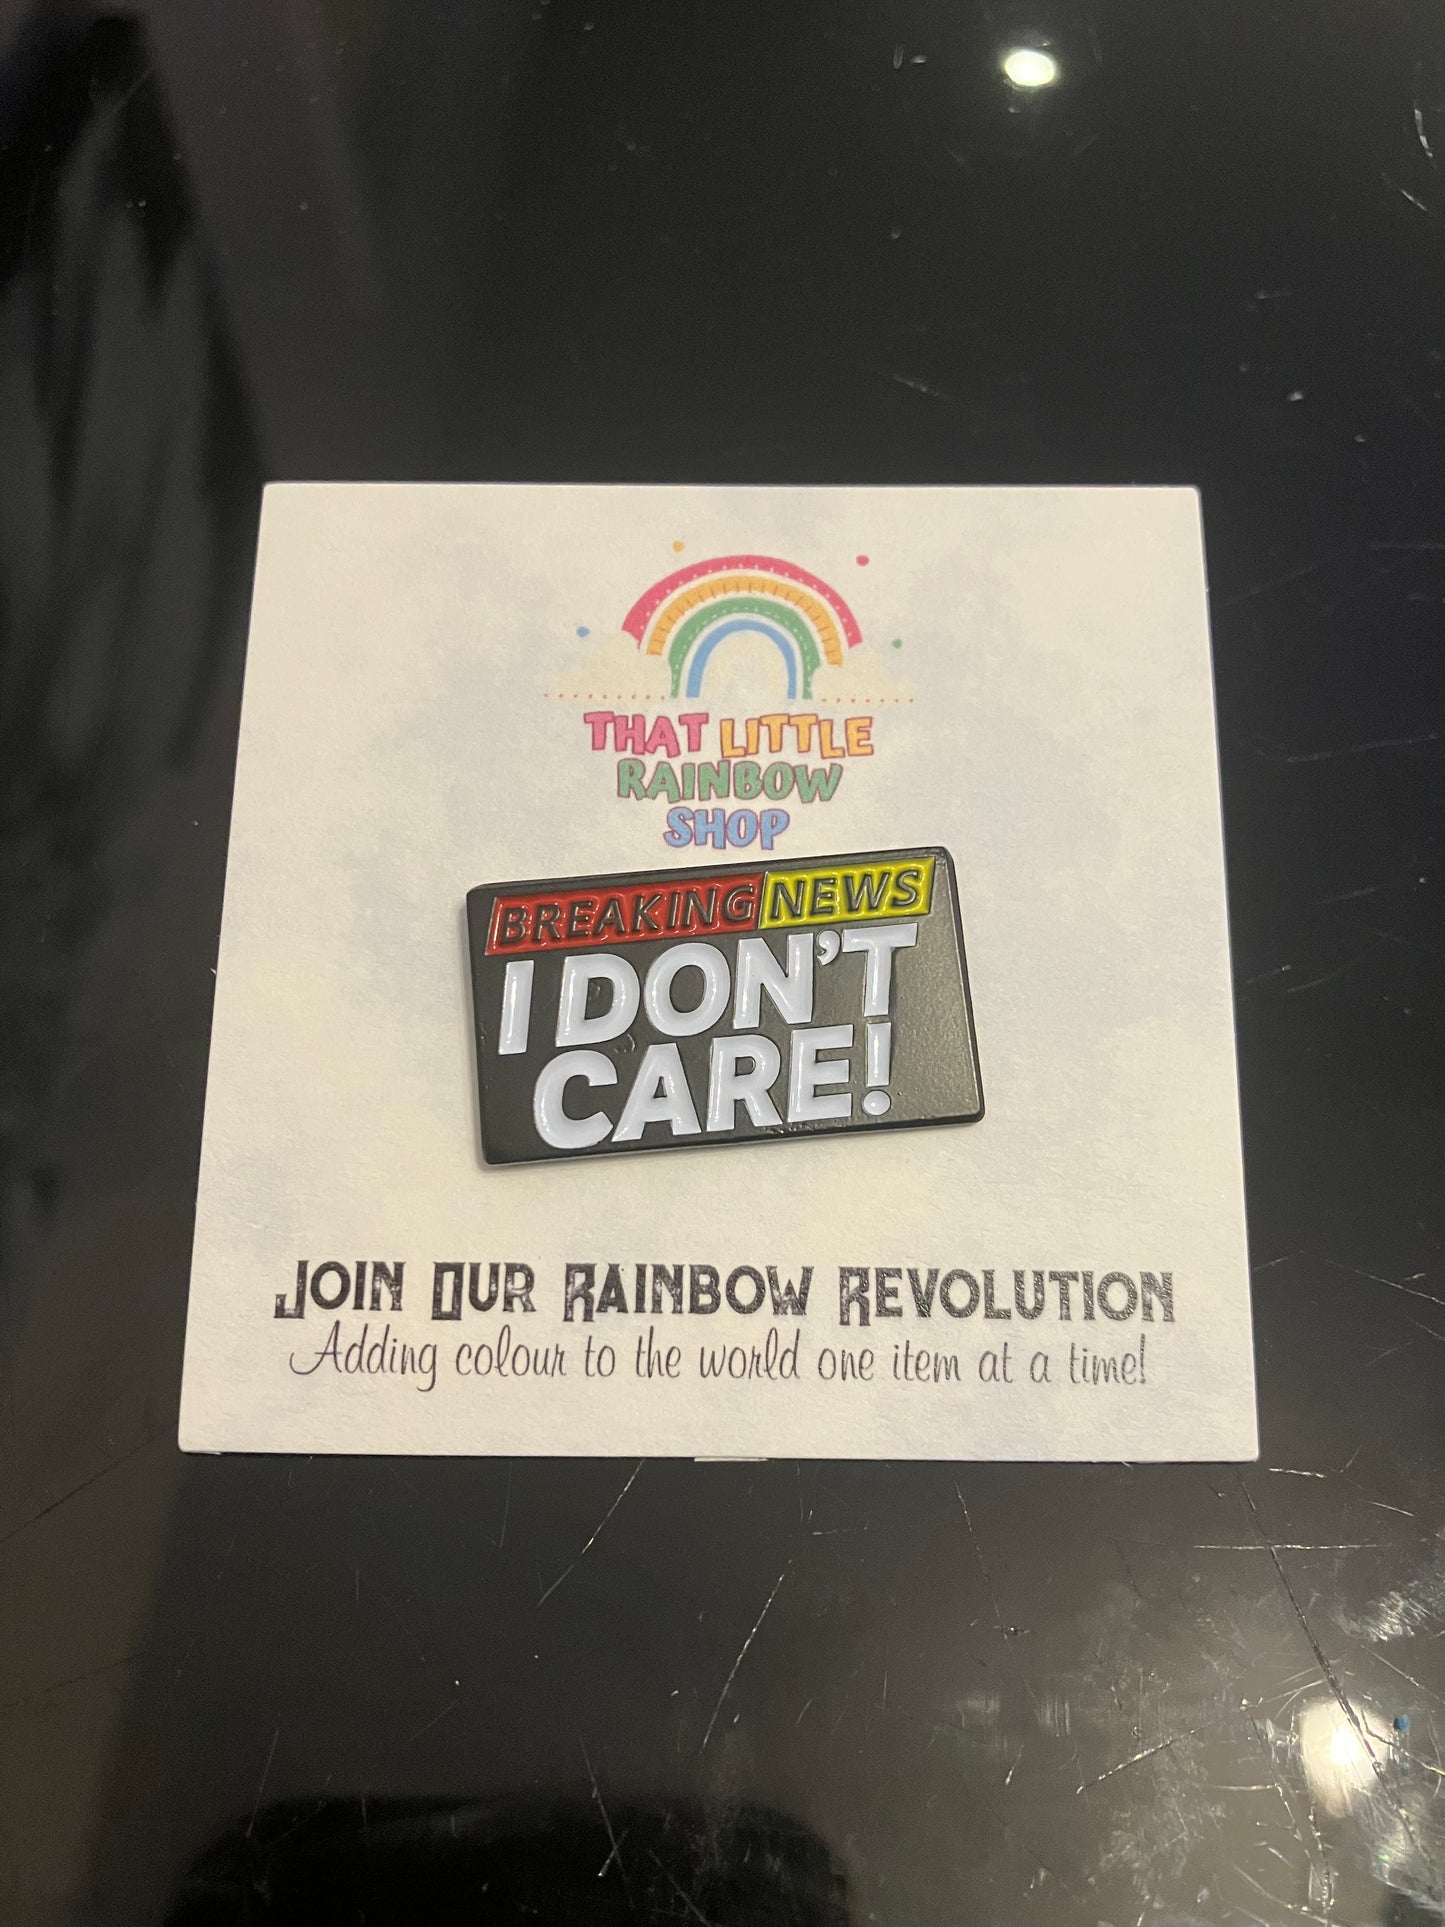 THAT LITTLE
RAINBOW
SHOP
BREAKING NEWS
I DON'T
CARE!
JOIN OUR RAINBOW REVOLUTION
Adding colour to the world one item at a time!